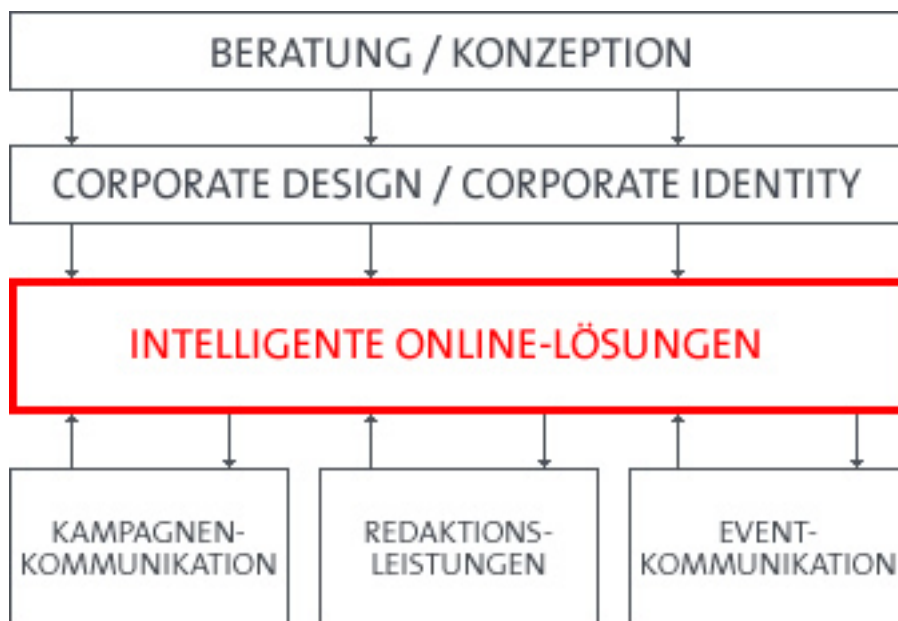 BERATUNG / KONZEPTION
CORPORATE DESIGN / CORPORATE IDENTITY
INTELLIGENTE ONLINE-LÖSUNGEN
KAMPAGNEN-
KOMMUNIKATION
REDAKTIONS-
LEISTUNGEN
EVENT-
KOMMUNIKATION